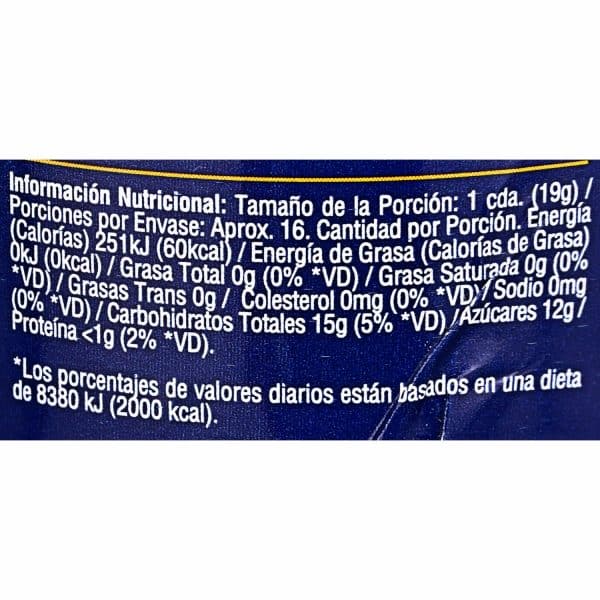 Información Nutricional: Tamaño de la Porción: 1 cda. (19g) /
Porciones por Envase: Aprox. 16. Cantidad por Porción. Energía
(Calorías) 251kJ (60kcal) / Energía de Grasa (Calorías de Grasa)
0kJ (0kcal) / Grasa Total 0g (0% *VD) / Grasa Saturada 0g (0%
*VD) / Grasas Trans 0g / Colesterol 0mg (0% *VD) / Sodio 0mg
(0% *VD) / Carbohidratos Totales 15g (5% *VD) / Azúcares 12g /
Proteína <1g (2% *VD).
*Los porcentajes de valores diarios están basados en una dieta
de 8380 kJ (2000 kcal).